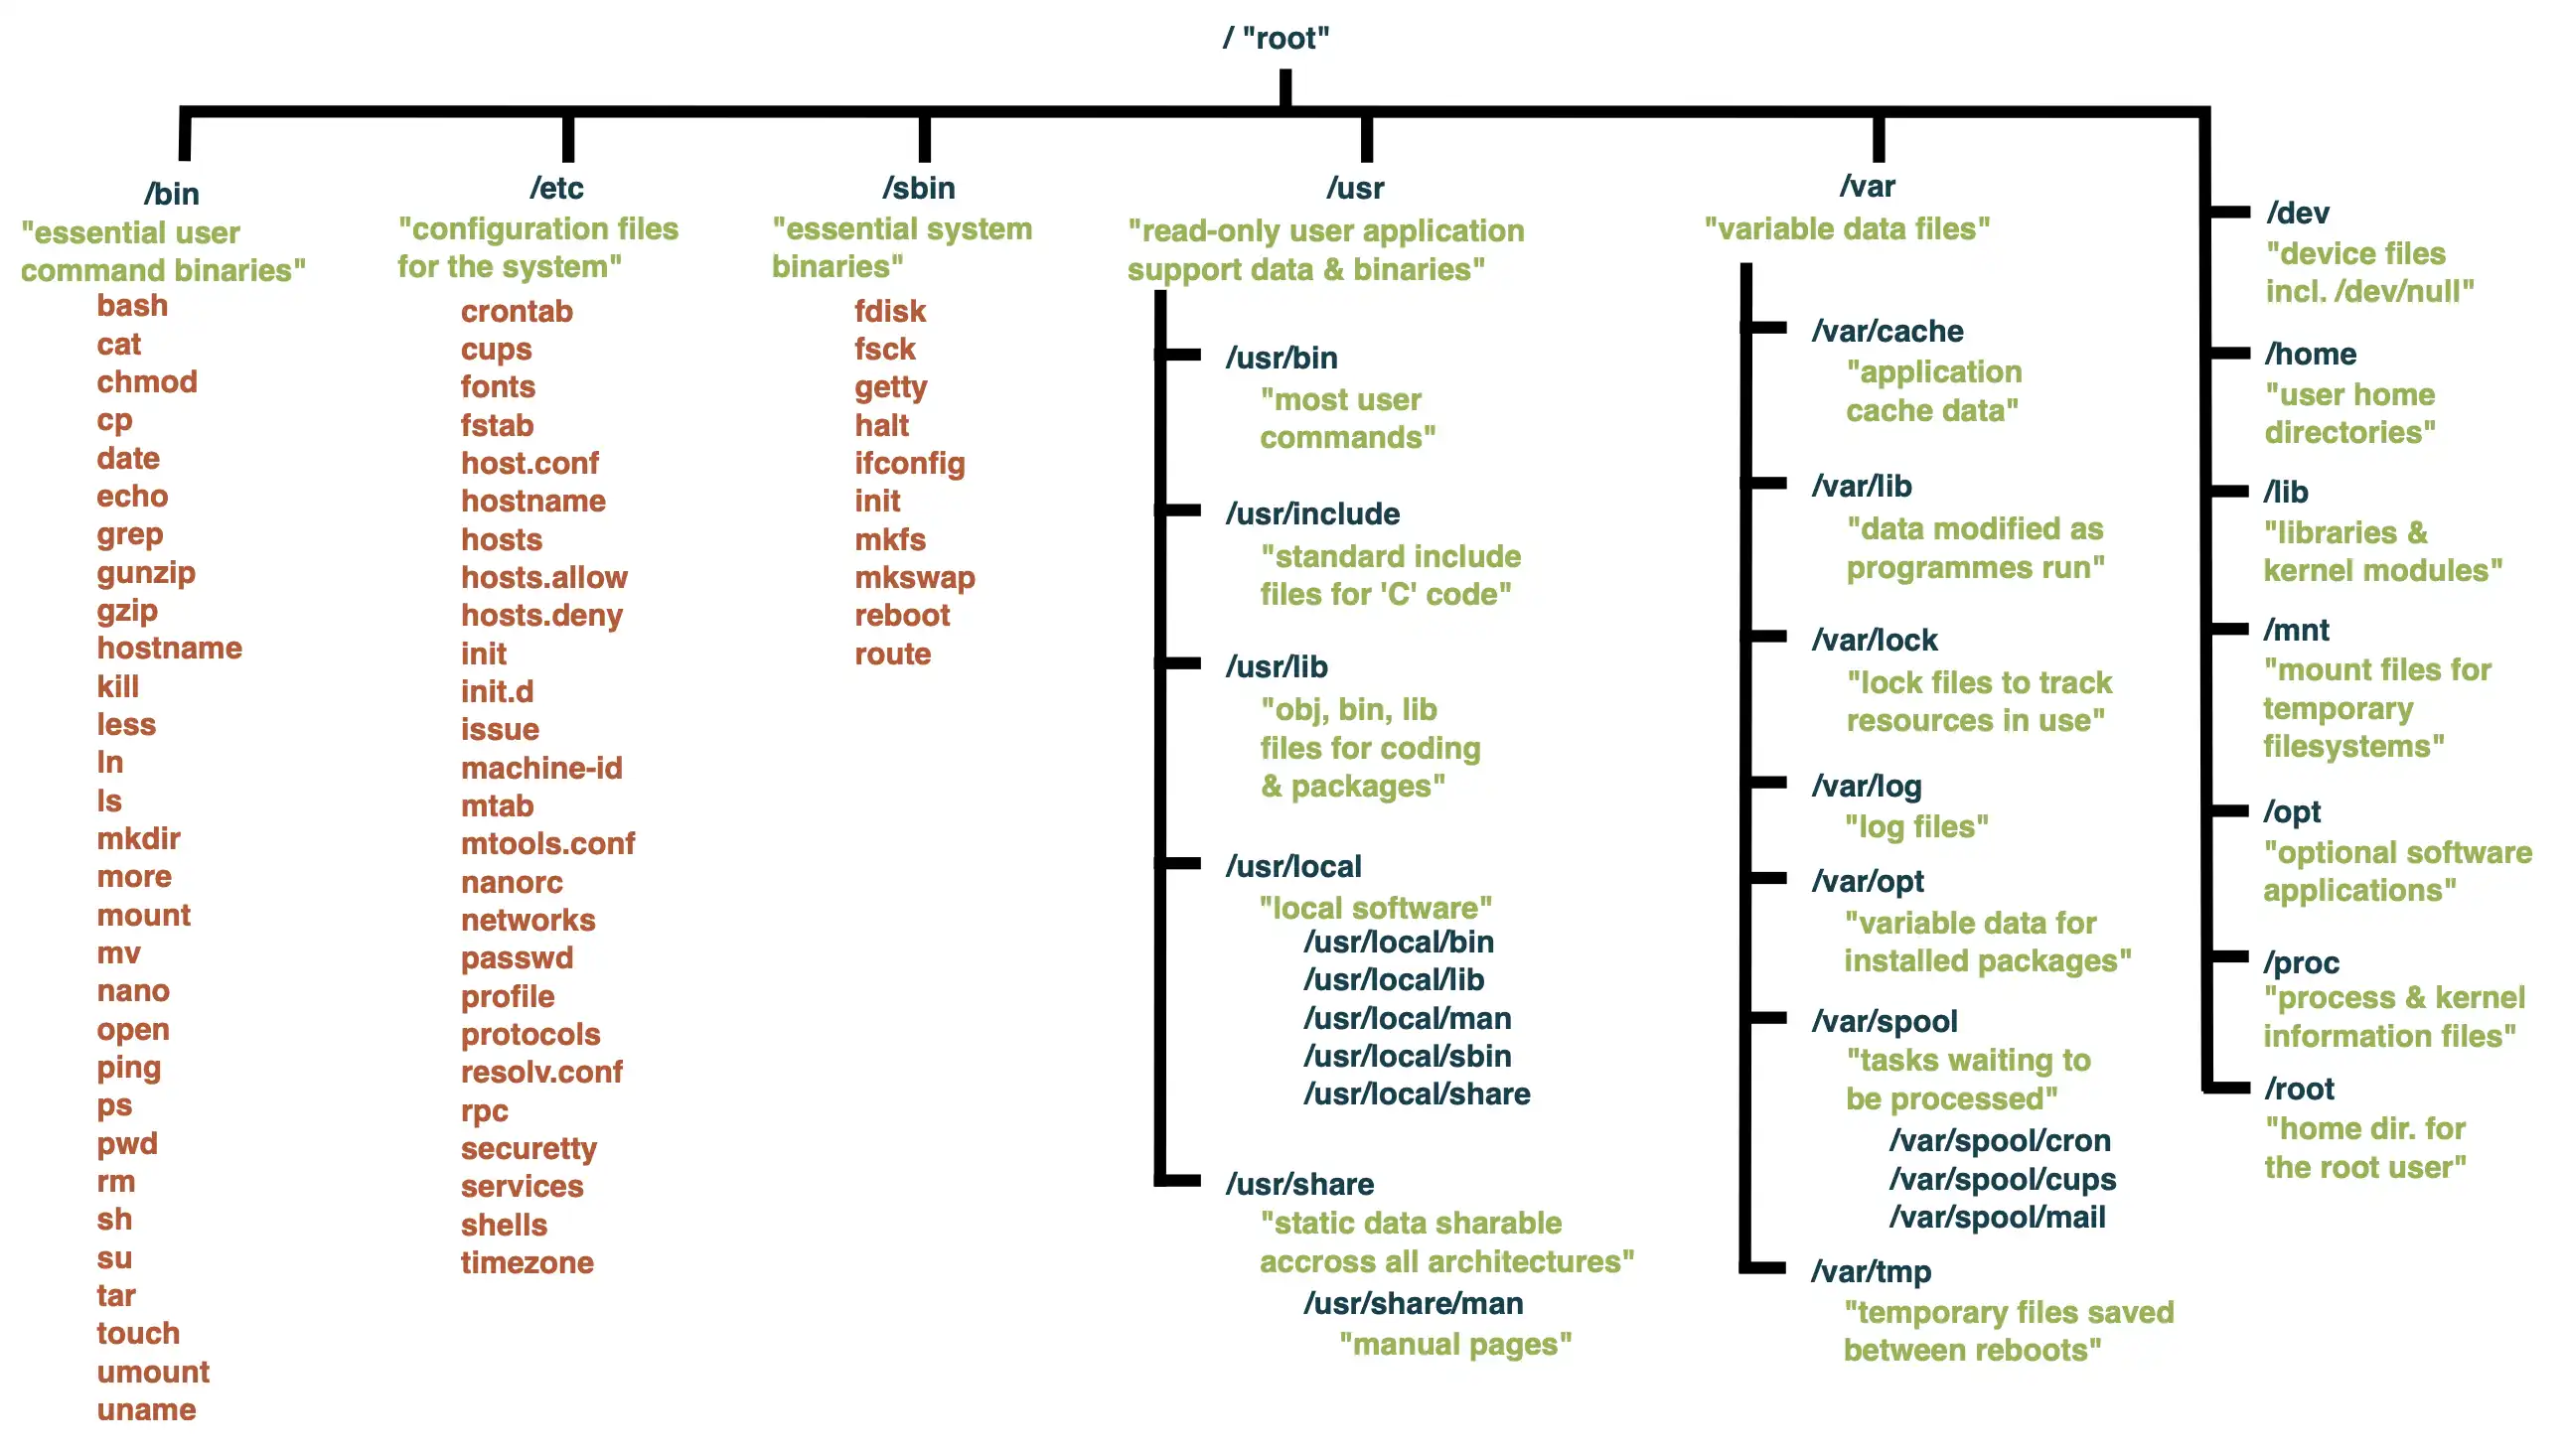 / "root"
/bin
"essential user
command binaries"
bash
cat
chmod
cp
date
echo
grep
gunzip
gzip
hostname
kill
less
ln
ls
mkdir
more
mount
mv
nano
open
ping
ps
pwd
rm
sh
su
tar
touch
umount
uname
/etc
"configuration files
for the system"
crontab
cups
fonts
fstab
host.conf
hostname
hosts
hosts.allow
hosts.deny
init
init.d
issue
machine-id
mtab
mtools.conf
nanorc
networks
passwd
profile
protocols
resolv.conf
rpc
securetty
services
shells
timezone
/sbin
"essential system
binaries"
fdisk
fsck
getty
halt
ifconfig
init
mkfs
mkswap
reboot
route
/usr
"read-only user application
support data & binaries"
/usr/bin
"most user
commands"
/usr/include
"standard include
files for 'C' code"
/usr/lib
"obj, bin, lib
files for coding
& packages"
/usr/local
"local software"
/usr/local/bin
/usr/local/lib
/usr/local/man
/usr/local/sbin
/usr/local/share
/usr/share
"static data sharable
accross all architectures"
/usr/share/man
"manual pages"
/var
"variable data files"
/var/cache
"application
cache data"
/var/lib
"data modified as
programmes run"
/var/lock
"lock files to track
resources in use"
/var/log
"log files"
/var/opt
"variable data for
installed packages"
/var/spool
"tasks waiting to
be processed"
/var/spool/cron
/var/spool/cups
/var/spool/mail
/var/tmp
"temporary files saved
between reboots"
/dev
"device files
incl. /dev/null"
/home
"user home
directories"
/lib
"libraries &
kernel modules"
/mnt
"mount files for
temporary
filesystems"
/opt
"optional software
applications"
/proc
"process & kernel
information files"
/root
"home dir. for
the root user"